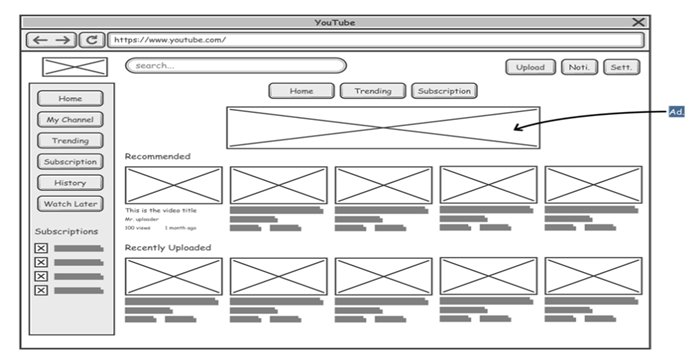 YouTube
https://www.youtube.com/
search...
Upload
Noti.
Sett.
Home
Trending
Subscription
Ad.
Home
My Channel
Trending
Subscription
History
Watch Later
Subscriptions
Recommended
This is the video title
Mr. uploader
100 views 1 month ago
Recently Uploaded